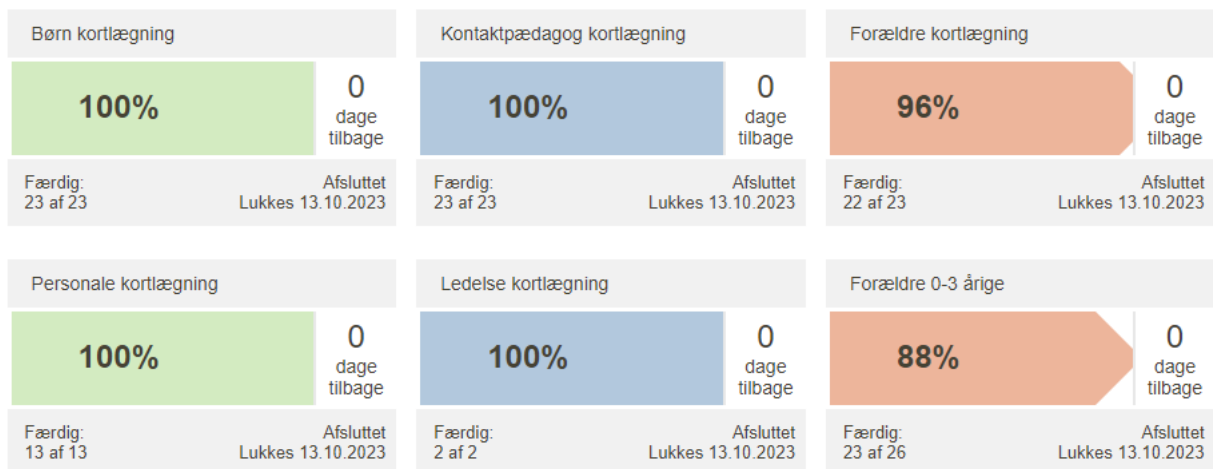 Børn kortlægning
100%
0
dage
tilbage
Færdig:
23 af 23
Afsluttet
Lukkes 13.10.2023
Kontaktpædagog kortlægning
100%
0
dage
tilbage
Færdig:
23 af 23
Afsluttet
Lukkes 13.10.2023
Forældre kortlægning
96%
0
dage
tilbage
Færdig:
22 af 23
Afsluttet
Lukkes 13.10.2023
Personale kortlægning
100%
0
dage
tilbage
Færdig:
13 af 13
Afsluttet
Lukkes 13.10.2023
Ledelse kortlægning
100%
0
dage
tilbage
Færdig:
2 af 2
Afsluttet
Lukkes 13.10.2023
Forældre 0-3 årige
88%
0
dage
tilbage
Færdig:
23 af 26
Afsluttet
Lukkes 13.10.2023